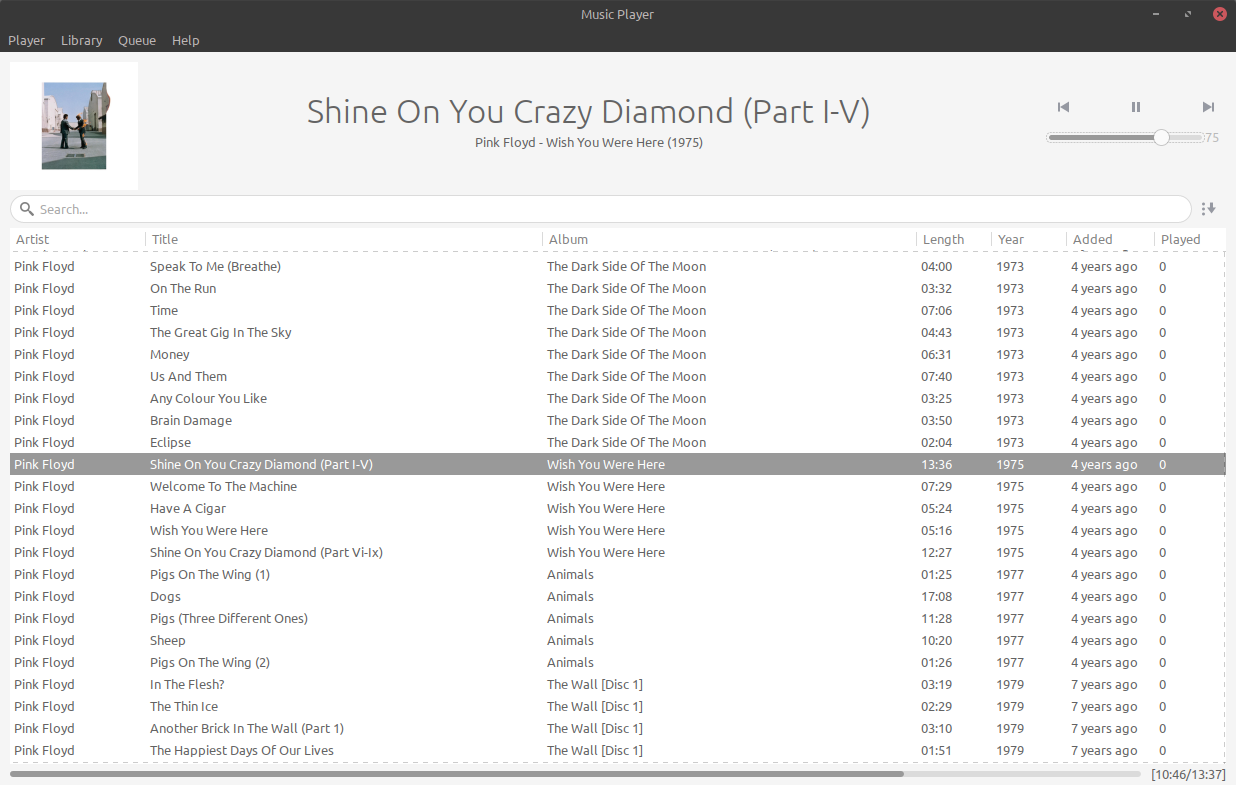 Music Player
Player Library Queue Help
Shine On You Crazy Diamond (Part I-V)
Pink Floyd - Wish You Were Here (1975)
75
Search...
Artist Title Album Length Year Added Played
Pink Floyd Speak To Me (Breathe) The Dark Side Of The Moon 04:00 1973 4 years ago 0
Pink Floyd On The Run The Dark Side Of The Moon 03:32 1973 4 years ago 0
Pink Floyd Time The Dark Side Of The Moon 07:06 1973 4 years ago 0
Pink Floyd The Great Gig In The Sky The Dark Side Of The Moon 04:43 1973 4 years ago 0
Pink Floyd Money The Dark Side Of The Moon 06:31 1973 4 years ago 0
Pink Floyd Us And Them The Dark Side Of The Moon 07:40 1973 4 years ago 0
Pink Floyd Any Colour You Like The Dark Side Of The Moon 03:25 1973 4 years ago 0
Pink Floyd Brain Damage The Dark Side Of The Moon 03:50 1973 4 years ago 0
Pink Floyd Eclipse The Dark Side Of The Moon 02:04 1973 4 years ago 0
Pink Floyd Shine On You Crazy Diamond (Part I-V) Wish You Were Here 13:36 1975 4 years ago 0
Pink Floyd Welcome To The Machine Wish You Were Here 07:29 1975 4 years ago 0
Pink Floyd Have A Cigar Wish You Were Here 05:24 1975 4 years ago 0
Pink Floyd Wish You Were Here Wish You Were Here 05:16 1975 4 years ago 0
Pink Floyd Shine On You Crazy Diamond (Part Vi-Ix) Wish You Were Here 12:27 1975 4 years ago 0
Pink Floyd Pigs On The Wing (1) Animals 01:25 1977 4 years ago 0
Pink Floyd Dogs Animals 17:08 1977 4 years ago 0
Pink Floyd Pigs (Three Different Ones) Animals 11:28 1977 4 years ago 0
Pink Floyd Sheep Animals 10:20 1977 4 years ago 0
Pink Floyd Pigs On The Wing (2) Animals 01:26 1977 4 years ago 0
Pink Floyd In The Flesh? The Wall [Disc 1] 03:19 1979 7 years ago 0
Pink Floyd The Thin Ice The Wall [Disc 1] 02:29 1979 7 years ago 0
Pink Floyd Another Brick In The Wall (Part 1) The Wall [Disc 1] 03:10 1979 7 years ago 0
Pink Floyd The Happiest Days Of Our Lives The Wall [Disc 1] 01:51 1979 7 years ago 0
[10:46/13:37]